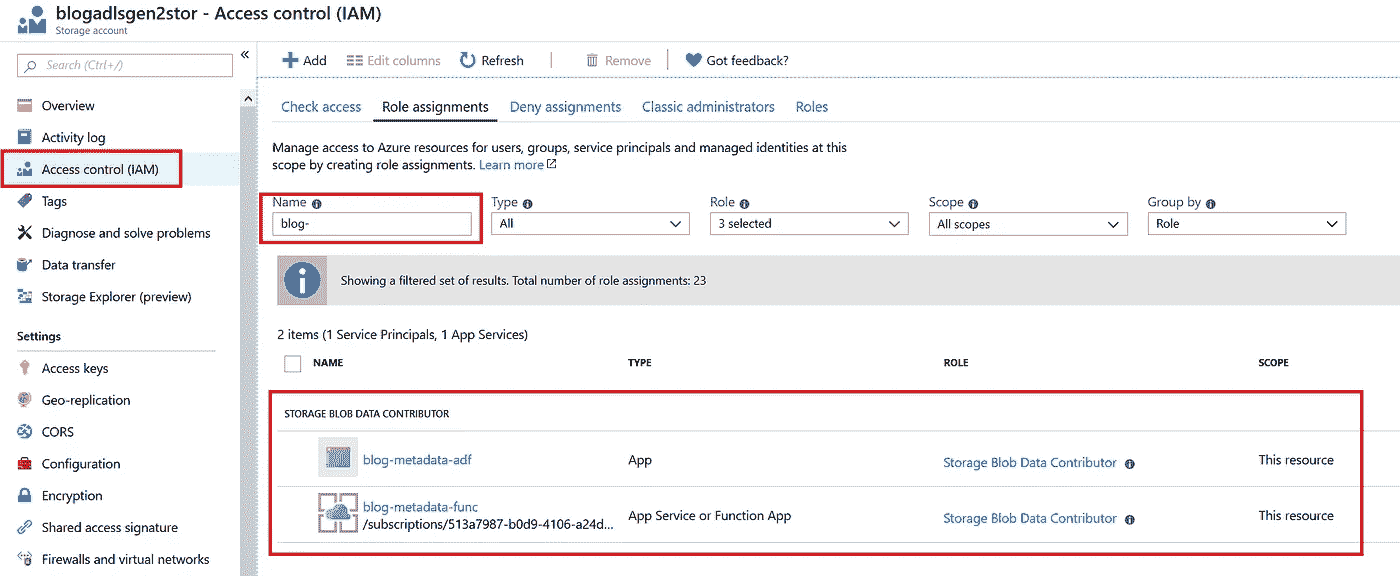 blogadlsgen2stor - Access control (IAM)
Storage account
Search (Ctrl+/)
«
Overview
Activity log
Access control (IAM)
Tags
Diagnose and solve problems
Data transfer
Storage Explorer (preview)
Settings
Access keys
Geo-replication
CORS
Configuration
Encryption
Shared access signature
Firewalls and virtual networks
Add Edit columns Refresh Remove Got feedback?
Check access Role assignments Deny assignments Classic administrators Roles
Manage access to Azure resources for users, groups, service principals and managed identities at this
scope by creating role assignments. Learn more
Name Type Role Scope Group by
blog- All 3 selected All scopes Role
Showing a filtered set of results. Total number of role assignments: 23
2 items (1 Service Principals, 1 App Services)
NAME TYPE ROLE SCOPE
STORAGE BLOB DATA CONTRIBUTOR
blog-metadata-adf App Storage Blob Data Contributor This resource
blog-metadata-func
/subscriptions/513a7987-b0d9-4106-a24d... App Service or Function App Storage Blob Data Contributor This resource